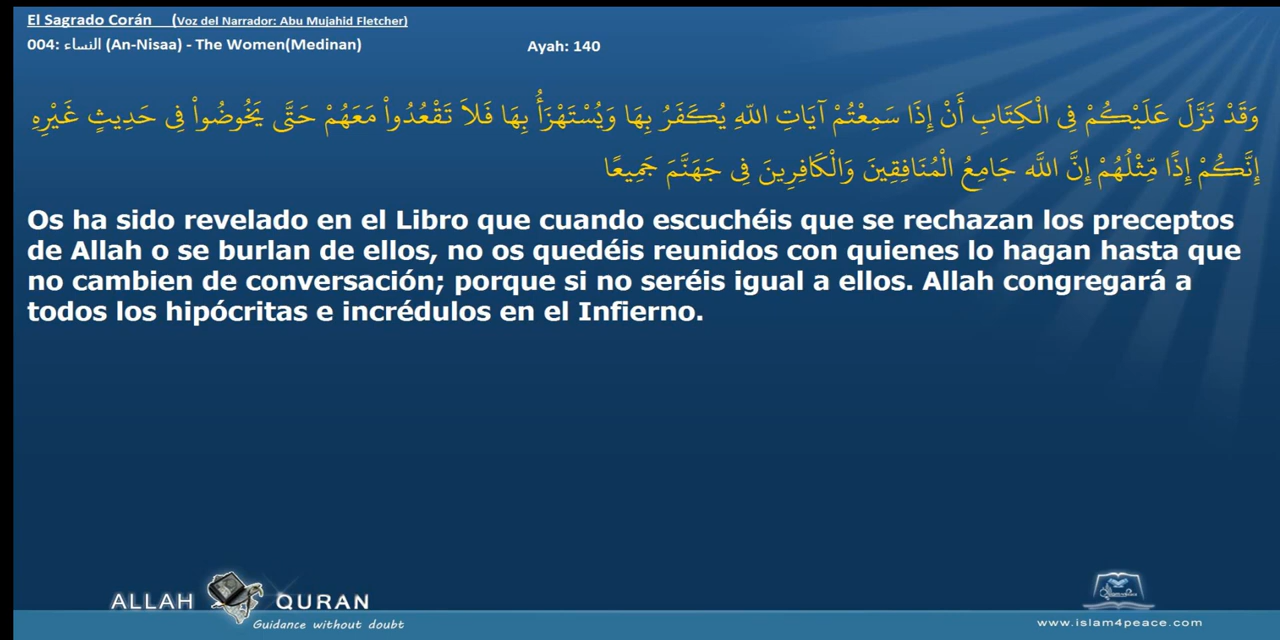 El Sagrado Corán (Voz del Narrador: Abu Mujahid Fletcher)
004: النساء (An-Nisaa) - The Women(Medinan) Ayah: 140
وَقَدْ نَزَّلَ عَلَيْكُمْ فِي الْكِتَابِ أَنْ إِذَا سَمِعْتُمْ آيَاتِ اللّهِ يُكَفَرُ بِهَا وَيُسْتَهْزَأُ بِهَا فَلاَ تَقْعُدُواْ مَعَهُمْ حَتَّى يَخُوضُواْ فِي حَدِيثٍ غَيْرِهِ
إِنَّكُمْ إِذًا مِّثْلُهُمْ إِنَّ اللّه جَامِعُ الْمُنَافِقِينَ وَالْكَافِرِينَ فِي جَهَنَّمَ جَمِيعًا
Os ha sido revelado en el Libro que cuando escuchéis que se rechazan los preceptos
de Allah o se burlan de ellos, no os quedéis reunidos con quienes lo hagan hasta que
no cambien de conversación; porque si no seréis igual a ellos. Allah congregará a
todos los hipócritas e incrédulos en el Infierno.
ALLAH QURAN
Guidance without doubt
www.islam4peace.com